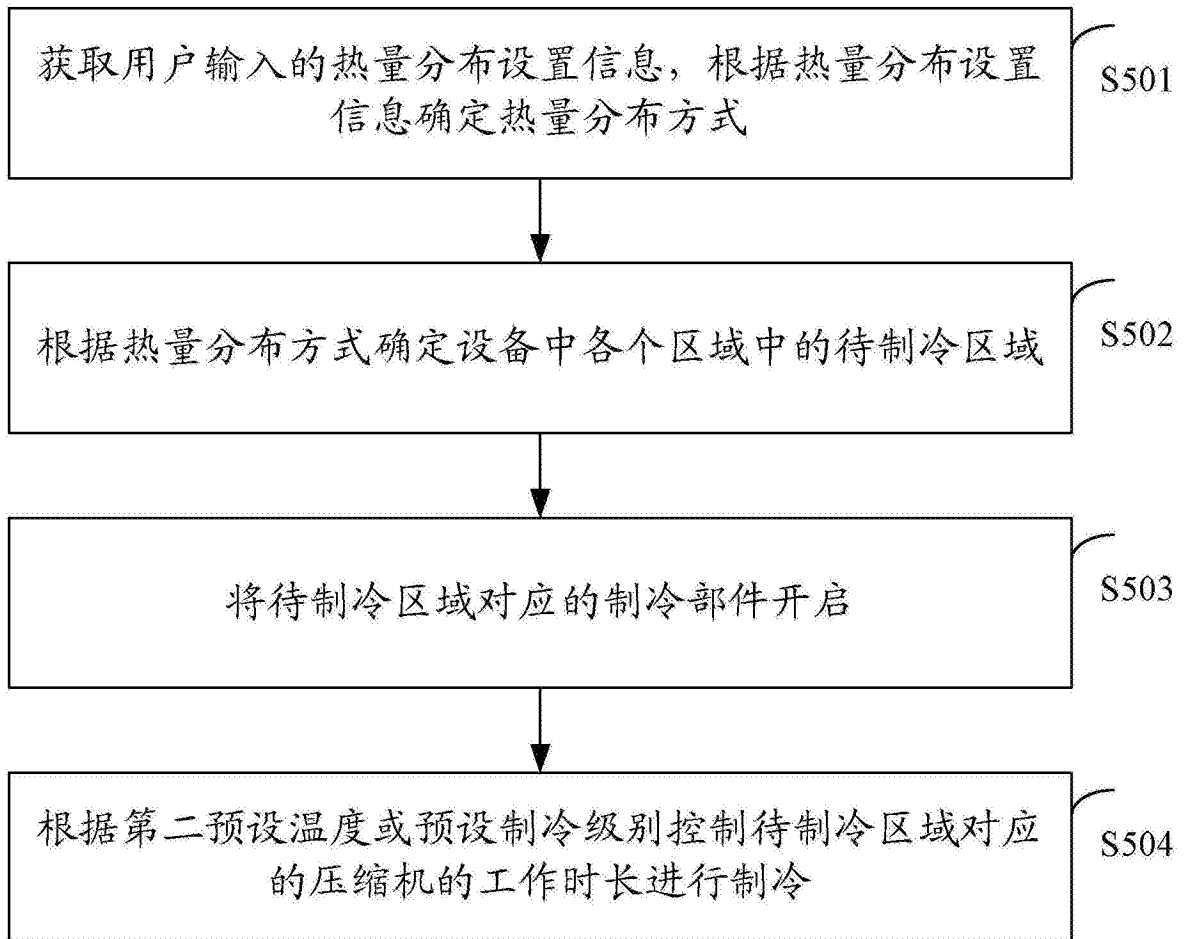 获取用户输入的热量分布设置信息，根据热量分布设置
信息确定热量分布方式
S501
根据热量分布方式确定设备中各个区域中的待制冷区域
S502
将待制冷区域对应的制冷部件开启
S503
根据第二预设温度或预设制冷级别控制待制冷区域对应
的压缩机的工作时长进行制冷
S504